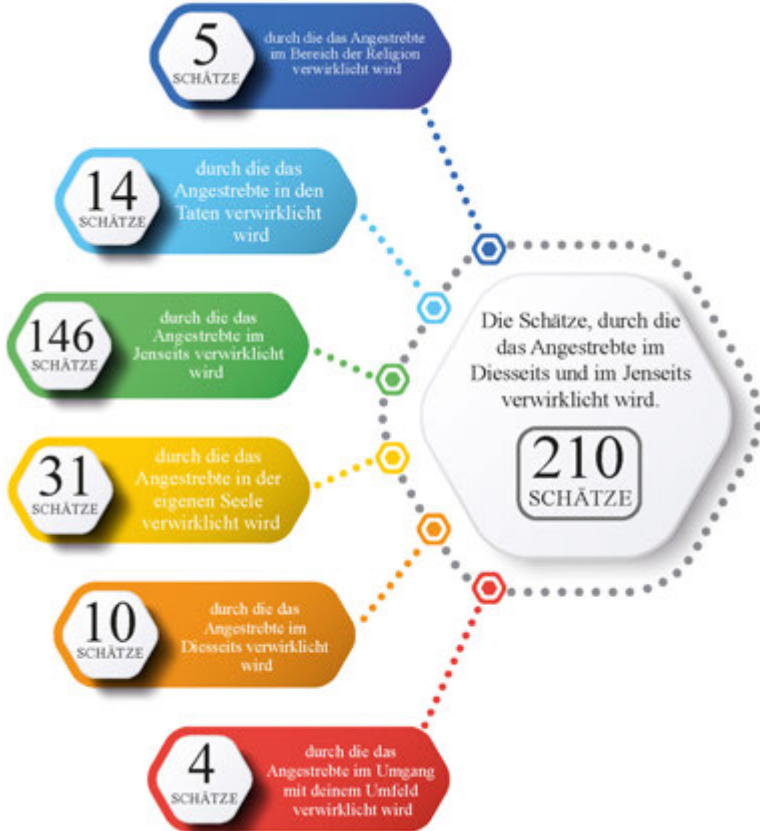 5
SCHÄTZE
durch die das Angestrebte
im Bereich der Religion
verwirklicht wird
14
SCHÄTZE
durch die das
Angestrebte in den
Taten verwirklicht
wird
146
SCHÄTZE
durch die das
Angestrebte im
Jenseits verwirklicht
wird
31
SCHÄTZE
durch die das
Angestrebte in der
eigenen Seele
verwirklicht wird
10
SCHÄTZE
durch die das
Angestrebte im
Diesseits verwirklicht
wird
4
SCHÄTZE
durch die das
Angestrebte im Umgang
mit deinem Umfeld
verwirklicht wird
Die Schätze, durch die
das Angestrebte im
Diesseits und im Jenseits
verwirklicht wird.
210
SCHÄTZE